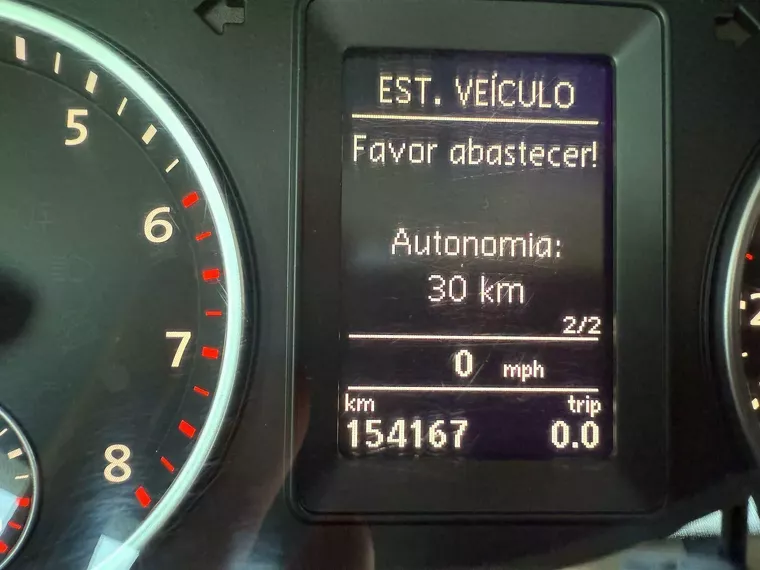 EST. VEÍCULO
Favor abastecer!
Autonomia:
30 km
2/2
0 mph
km trip
154167 0.0
5
6
7
8